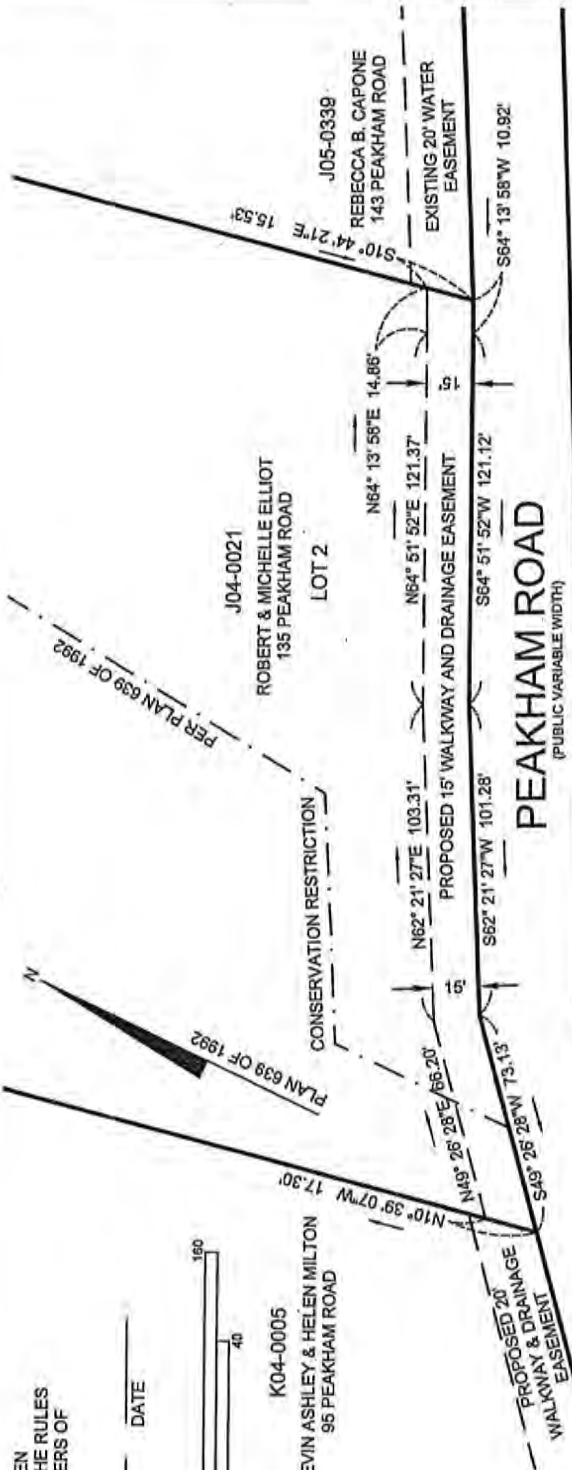 EN
HE RULES
ERS OF
DATE
160
40
K04-0005
EVIN ASHLEY & HELEN MILTON
95 PEAKHAM ROAD
N
PLAN 639 OF 1992
PER PLAN 639 OF 1992
CONSERVATION RESTRICTION
J04-0021
ROBERT & MICHELLE ELLIOT
135 PEAKHAM ROAD
LOT 2
J05-0339
REBECCA B. CAPONE
143 PEAKHAM ROAD
EXISTING 20' WATER
EASEMENT
S10° 44' 21"E 15.53'
N10° 39' 07"W 17.30'
N49° 26' 28"E 66.20'
N62° 21' 27"E 103.31'
N64° 51' 52"E 121.37'
N64° 13' 58"E 14.86'
15'
15'
PROPOSED 15' WALKWAY AND DRAINAGE EASEMENT
PROPOSED 20'
WALKWAY & DRAINAGE
EASEMENT
S49° 26' 28"W 73.13'
S62° 21' 27"W 101.28'
S64° 51' 52"W 121.12'
S64° 13' 58"W 10.92'
PEAKHAM ROAD
(PUBLIC VARIABLE WIDTH)